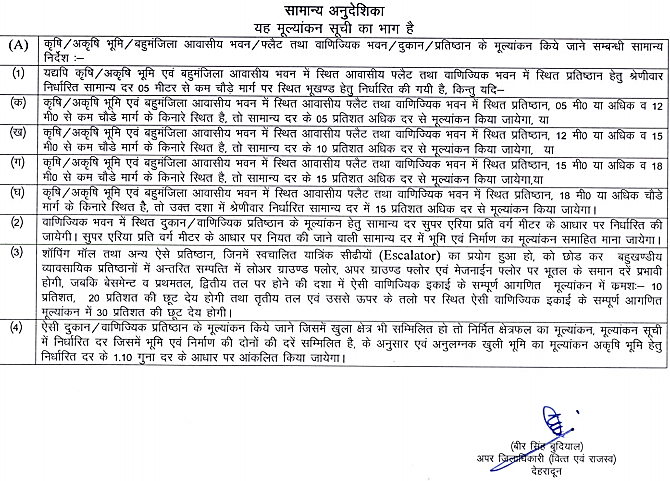 सामान्य अनुदेशिका
यह मूल्यांकन सूची का भाग है
(A) कृषि/अकृषि भूमि/बहुमंजिला आवासीय भवन/फ्लैट तथा वाणिज्यिक भवन/दुकान/प्रतिष्ठान के मूल्यांकन किये जाने सम्बन्धी सामान्य
निर्देश :–
(1) यद्यपि कृषि/अकृषि भूमि एवं बहुमंजिला आवासीय भवन में स्थित आवासीय फ्लैट तथा वाणिज्यिक भवन में स्थित प्रतिष्ठान हेतु श्रेणीवार
निर्धारित सामान्य दर 05 मीटर से कम चौडे मार्ग पर स्थित भूखण्ड हेतु निर्धारित की गयी है, किन्तु यदि–
(क) कृषि/अकृषि भूमि एवं बहुमंजिला आवासीय भवन में स्थित आवासीय फ्लैट तथा वाणिज्यिक भवन में स्थित प्रतिष्ठान, 05 मी0 या अधिक व 12
मी0 से कम चौडे मार्ग के किनारे स्थित है, तो सामान्य दर के 05 प्रतिशत अधिक दर से मूल्यांकन किया जायेगा, या
(ख) कृषि/अकृषि भूमि एवं बहुमंजिला आवासीय भवन में स्थित आवासीय फ्लैट तथा वाणिज्यिक भवन में स्थित प्रतिष्ठान, 12 मी0 या अधिक व 15
मी0 से कम चौडे मार्ग के किनारे स्थित है, तो सामान्य दर के 10 प्रतिशत अधिक दर से मूल्यांकन किया जायेगा, या
(ग) कृषि/अकृषि भूमि एवं बहुमंजिला आवासीय भवन में स्थित आवासीय फ्लैट तथा वाणिज्यिक भवन में स्थित प्रतिष्ठान, 15 मी0 या अधिक व 18
मी0 से कम चौडे मार्ग के किनारे स्थित है, तो सामान्य दर के 15 प्रतिशत अधिक दर से मूल्यांकन किया जायेगा,या
(घ) कृषि/अकृषि भूमि एवं बहुमंजिला आवासीय भवन में स्थित आवासीय फ्लैट तथा वाणिज्यिक भवन में स्थित प्रतिष्ठान, 18 मी0 या अधिक चौडे
मार्ग के किनारे स्थित है, तो उक्त दशा में श्रेणीवार निर्धारित सामान्य दर में 15 प्रतिशत अधिक दर से मूल्यांकन किया जायेगा।
(2) वाणिज्यिक भवन में स्थित दुकान/वाणिज्यिक प्रतिष्ठान के मूल्यांकन हेतु सामान्य दर सुपर एरिया प्रति वर्ग मीटर के आधार पर निर्धारित की
जायेगी। सुपर एरिया प्रति वर्ग मीटर के आधार पर नियत की जाने वाली सामान्य दर में भूमि एवं निर्माण का मूल्यांकन समाहित माना जायेगा।
(3) शॉपिंग मॉल तथा अन्य ऐसे प्रतिष्ठान, जिनमें स्वचालित यांत्रिक सीढीयों (Escalator) का प्रयोग हुआ हो, को छोड कर बहुखण्डीय
व्यावसायिक प्रतिष्ठानों में अन्तरित सम्पत्ति में लोअर ग्राउण्ड फ्लोर, अपर ग्राउण्ड फ्लोर एवं मेजनाईन फ्लोर पर भूतल के समान दरें प्रभावी
होगी, जबकि बेसमेन्ट व प्रथमतल, द्वितीय तल पर होने की दशा में ऐसी वाणिज्यिक इकाई के सम्पूर्ण आगणित मूल्यांकन में क्रमशः– 10
प्रतिशत, 20 प्रतिशत की छूट देय होगी तथा तृतीय तल एवं उससे ऊपर के तलो पर स्थित ऐसी वाणिज्यिक इकाई के सम्पूर्ण आगणित
मूल्यांकन में 30 प्रतिशत की छूट देय होगी।
(4) ऐसी दुकान/वाणिज्यिक प्रतिष्ठान के मूल्यांकन किये जाने जिसमें खुला क्षेत्र भी सम्मिलित हो तो निर्मित क्षेत्रफल का मूल्यांकन, मूल्यांकन सूची
में निर्धारित दर जिसमें भूमि एवं निर्माण की दोनों की दरें सम्मिलित है, के अनुसार एवं अनुलग्नक खुली भूमि का मूल्यांकन अकृषि भूमि हेतु
निर्धारित दर के 1.10 गुना दर के आधार पर आंकलित किया जायेगा।
(बीर सिंह बुदियाल)
अपर जिलाधिकारी (वित्त एवं राजस्व)
देहरादून